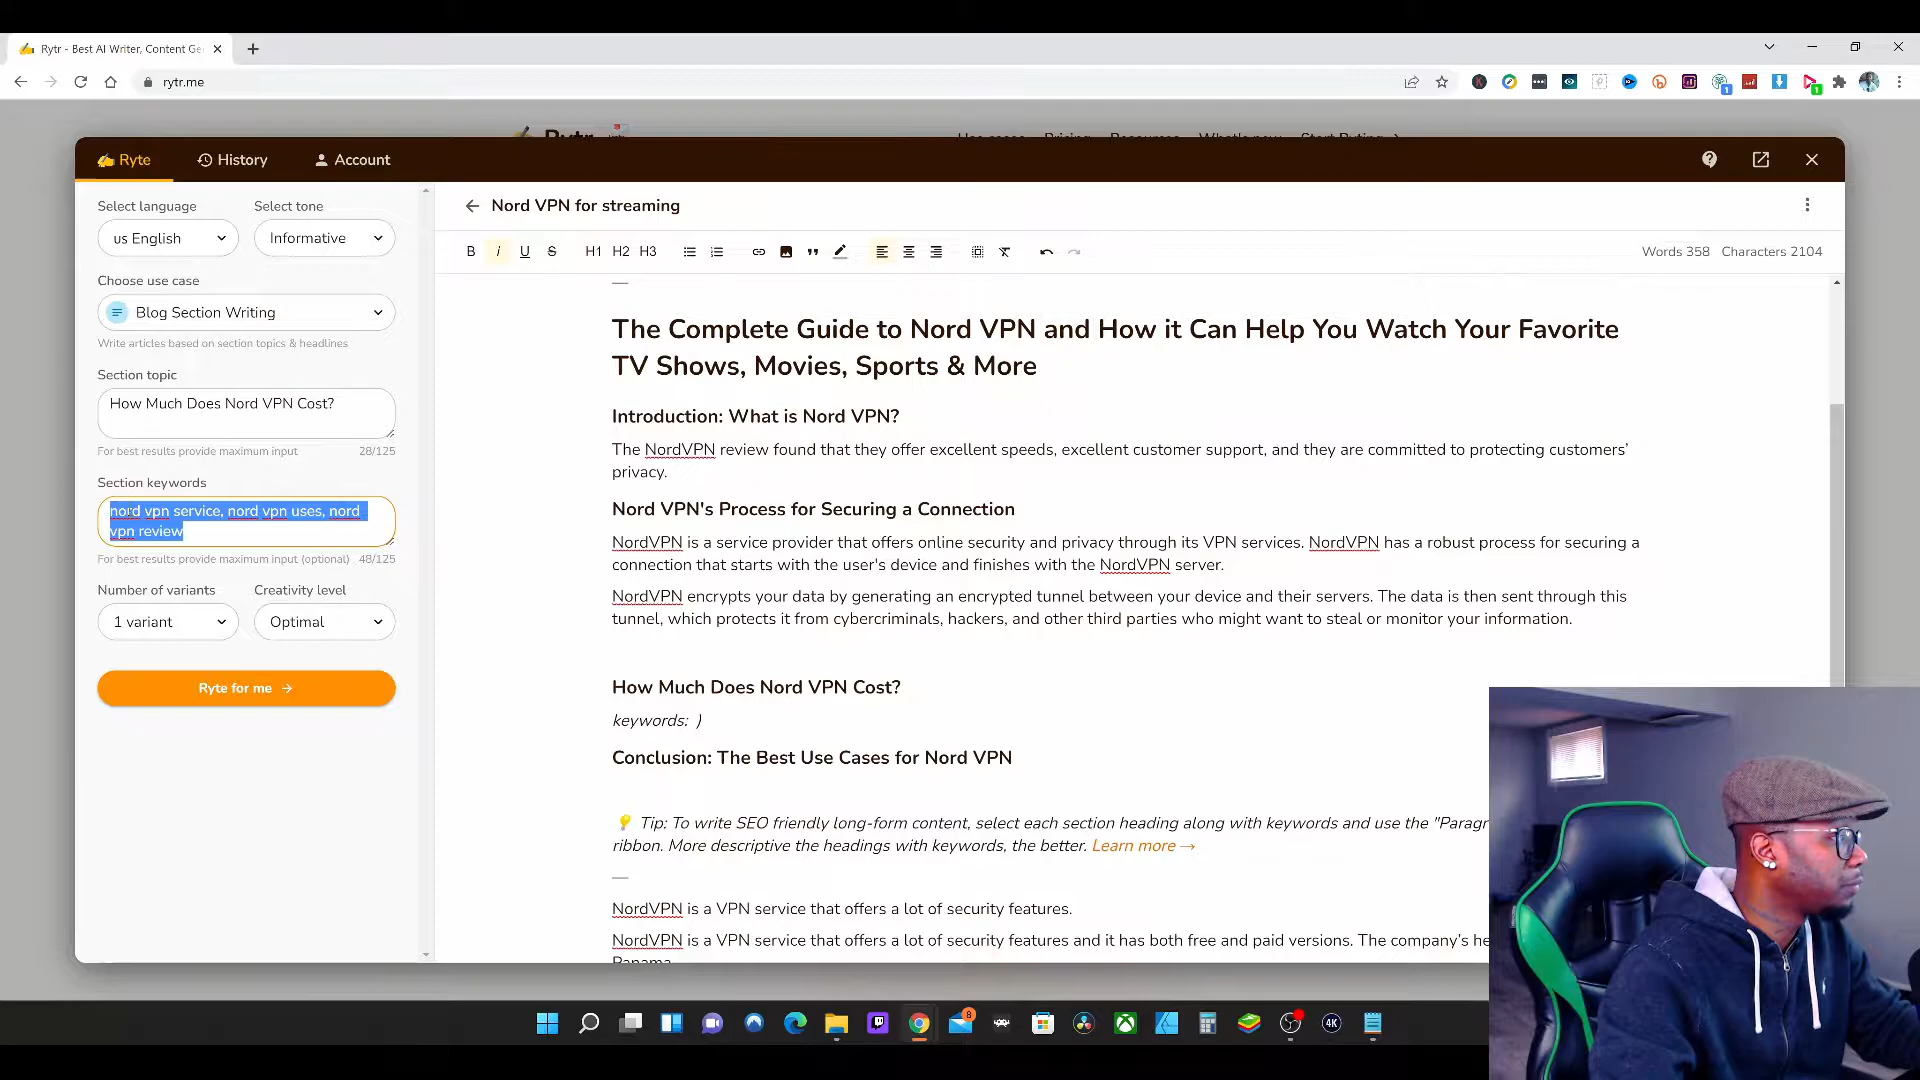 Rytr - Best AI Writer, Content Ge
rytr.me
Rytr
Use cases Pricing Resources What's new Start Ryting
Ryte History Account
Select language Select tone
us English Informative
Choose use case
Blog Section Writing
Write articles based on section topics & headlines
Section topic
How Much Does Nord VPN Cost?
For best results provide maximum input 28/125
Section keywords
nord vpn service, nord vpn uses, nord
vpn review
For best results provide maximum input (optional) 48/125
Number of variants Creativity level
1 variant Optimal
Ryte for me →
← Nord VPN for streaming
B i U S H1 H2 H3
Words 358 Characters 2104
—
The Complete Guide to Nord VPN and How it Can Help You Watch Your Favorite
TV Shows, Movies, Sports & More
Introduction: What is Nord VPN?
The NordVPN review found that they offer excellent speeds, excellent customer support, and they are committed to protecting customers’
privacy.
Nord VPN's Process for Securing a Connection
NordVPN is a service provider that offers online security and privacy through its VPN services. NordVPN has a robust process for securing a
connection that starts with the user's device and finishes with the NordVPN server.
NordVPN encrypts your data by generating an encrypted tunnel between your device and their servers. The data is then sent through this
tunnel, which protects it from cybercriminals, hackers, and other third parties who might want to steal or monitor your information.
How Much Does Nord VPN Cost?
keywords:  )
Conclusion: The Best Use Cases for Nord VPN
Tip: To write SEO friendly long-form content, select each section heading along with keywords and use the "Paragr
ribbon. More descriptive the headings with keywords, the better. Learn more →
—
NordVPN is a VPN service that offers a lot of security features.
NordVPN is a VPN service that offers a lot of security features and it has both free and paid versions. The company's he
Panama.
8
4K